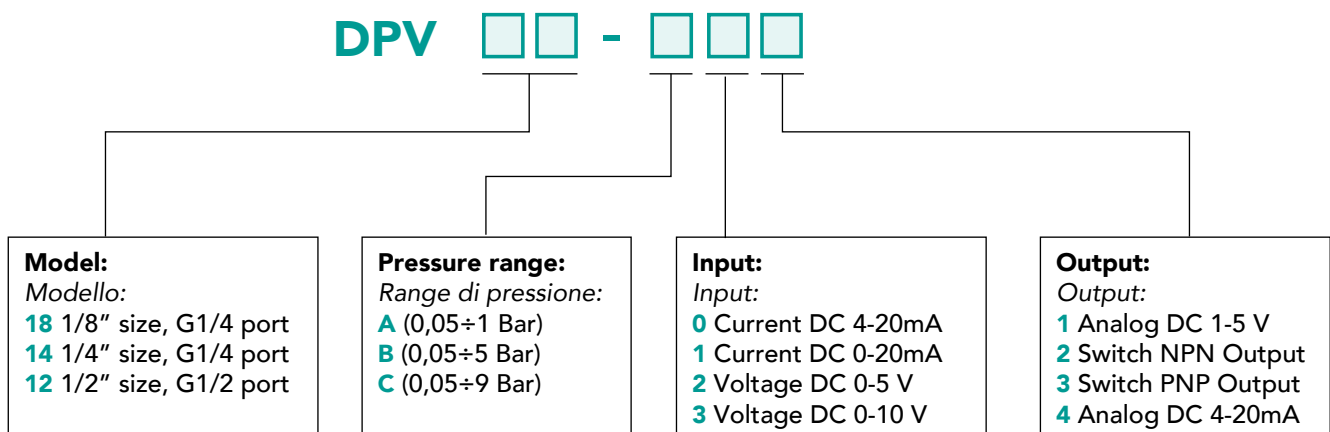 DPV -
Model:
Modello:
18 1/8” size, G1/4 port
14 1/4” size, G1/4 port
12 1/2” size, G1/2 port
Pressure range:
Range di pressione:
A (0,05÷1 Bar)
B (0,05÷5 Bar)
C (0,05÷9 Bar)
Input:
Input:
0 Current DC 4-20mA
1 Current DC 0-20mA
2 Voltage DC 0-5 V
3 Voltage DC 0-10 V
Output:
Output:
1 Analog DC 1-5 V
2 Switch NPN Output
3 Switch PNP Output
4 Analog DC 4-20mA